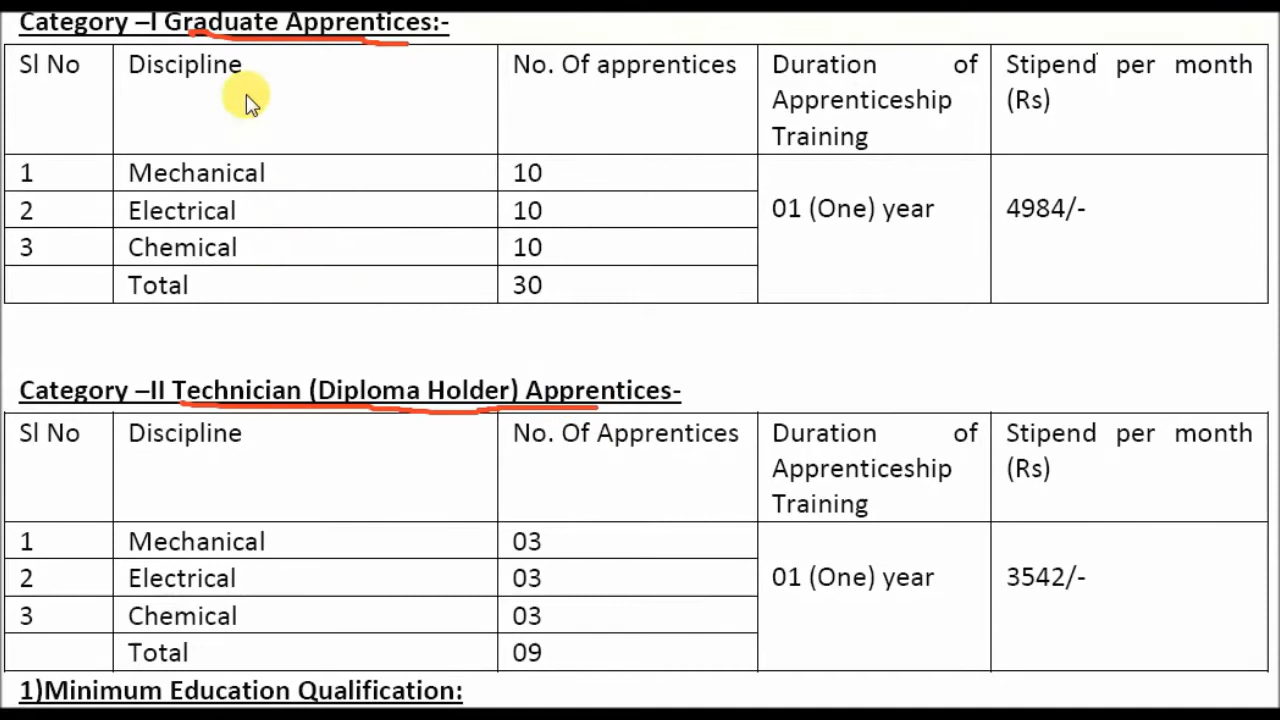 Category –I Graduate Apprentices:-
Sl No Discipline No. Of apprentices Duration of Apprenticeship Training Stipend per month (Rs)
1 Mechanical 10
2 Electrical 10 01 (One) year 4984/-
3 Chemical 10
Total 30
Category –II Technician (Diploma Holder) Apprentices-
Sl No Discipline No. Of Apprentices Duration of Apprenticeship Training Stipend per month (Rs)
1 Mechanical 03
2 Electrical 03 01 (One) year 3542/-
3 Chemical 03
Total 09
1)Minimum Education Qualification: